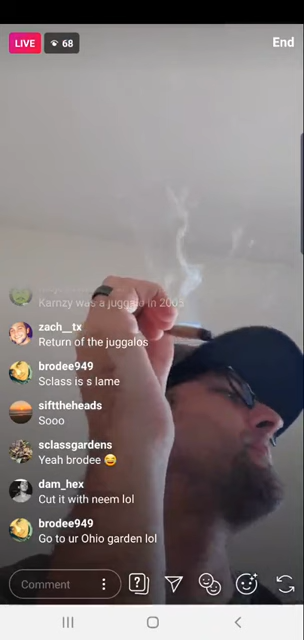 LIVE
68
End
Karnzy was a juggalo in 2005
zach__tx
Return of the juggalos
brodee949
Sclass is s lame
sifttheheads
Sooo
sclassgardens
Yeah brodee 😅
dam_hex
Cut it with neem lol
brodee949
Go to ur Ohio garden lol
Comment